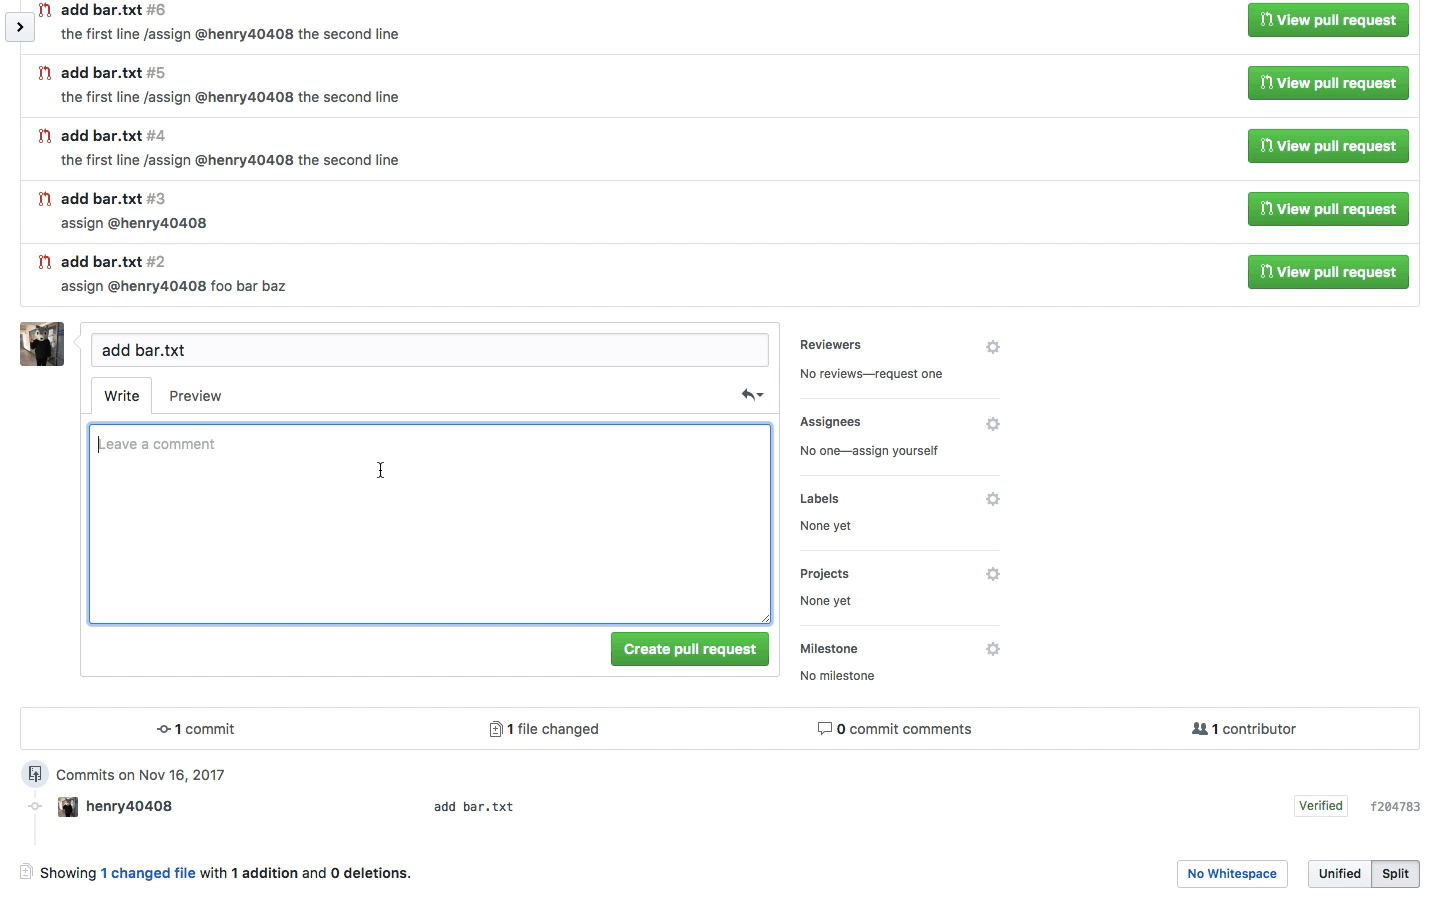 add bar.txt #6
the first line /assign @henry40408 the second line
View pull request
add bar.txt #5
the first line /assign @henry40408 the second line
View pull request
add bar.txt #4
the first line /assign @henry40408 the second line
View pull request
add bar.txt #3
assign @henry40408
View pull request
add bar.txt #2
assign @henry40408 foo bar baz
View pull request
add bar.txt
Write Preview
Leave a comment
Create pull request
Reviewers
No reviews—request one
Assignees
No one—assign yourself
Labels
None yet
Projects
None yet
Milestone
No milestone
1 commit 1 file changed 0 commit comments 1 contributor
Commits on Nov 16, 2017
henry40408 add bar.txt Verified f204783
Showing 1 changed file with 1 addition and 0 deletions. No Whitespace Unified Split